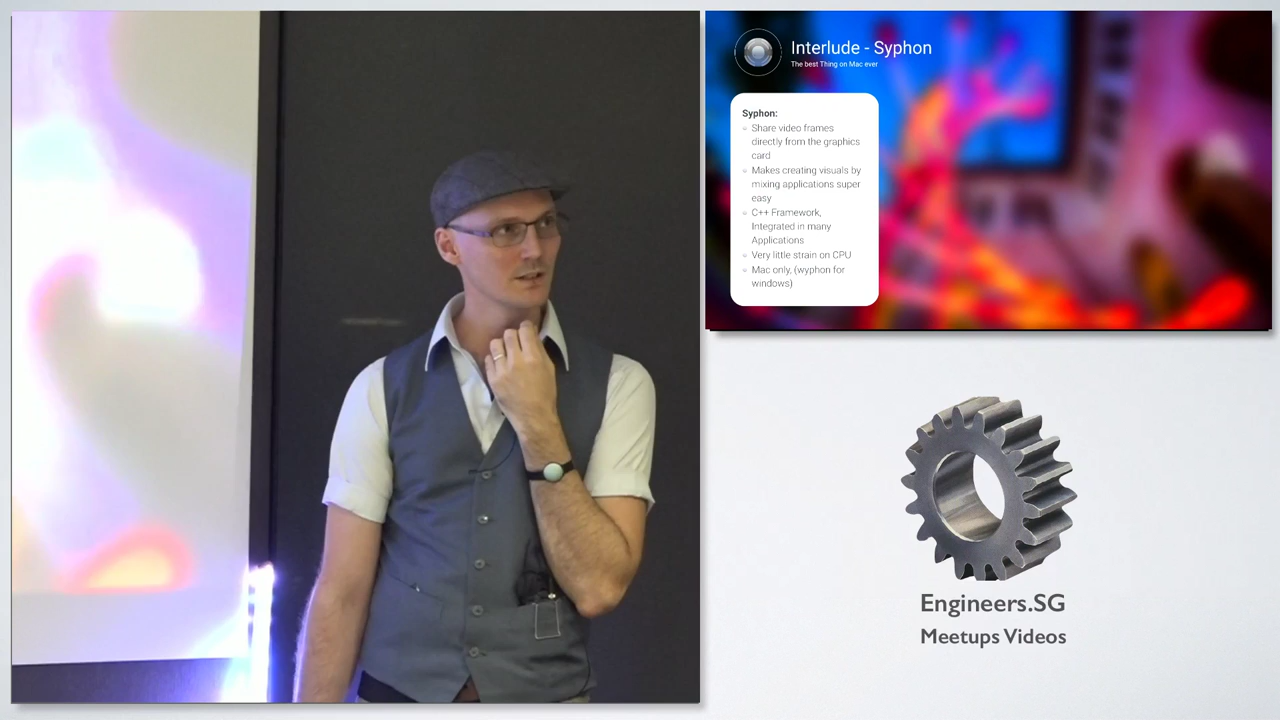 Interlude - Syphon
The best Thing on Mac ever
Syphon:
Share video frames
directly from the graphics
card
Makes creating visuals by
mixing applications super
easy
C++ Framework,
Integrated in many
Applications
Very little strain on CPU
Mac only, (wyphon for
windows)
Engineers.SG
Meetups Videos